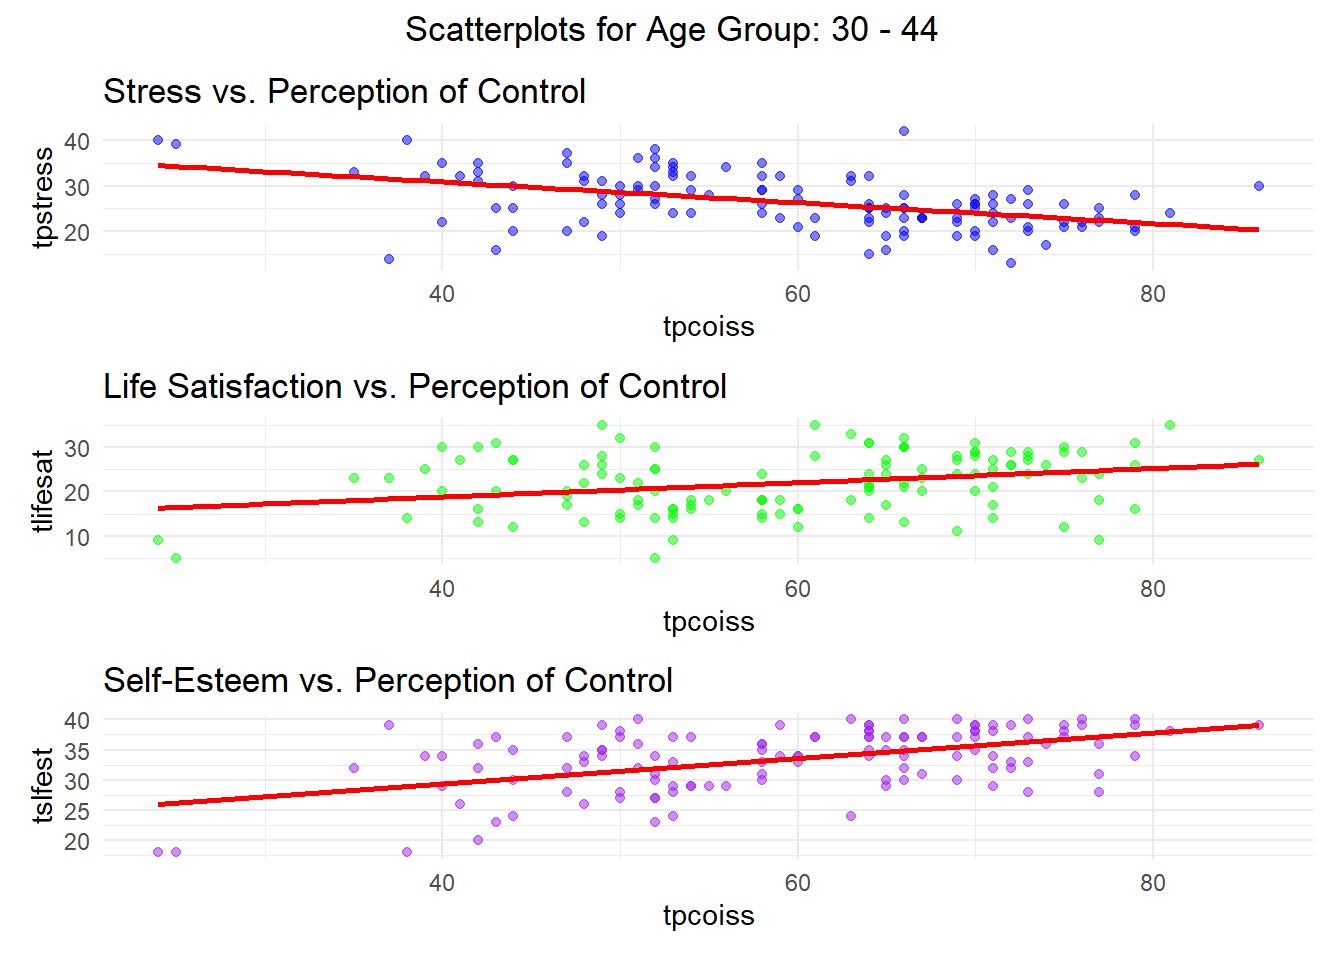 Scatterplots for Age Group: 30 - 44
Stress vs. Perception of Control
tpstress
40
30
20
40 60 80
tpcoiss
Life Satisfaction vs. Perception of Control
tlifesat
30
20
10
40 60 80
tpcoiss
Self-Esteem vs. Perception of Control
tslfest
40
35
30
25
20
40 60 80
tpcoiss